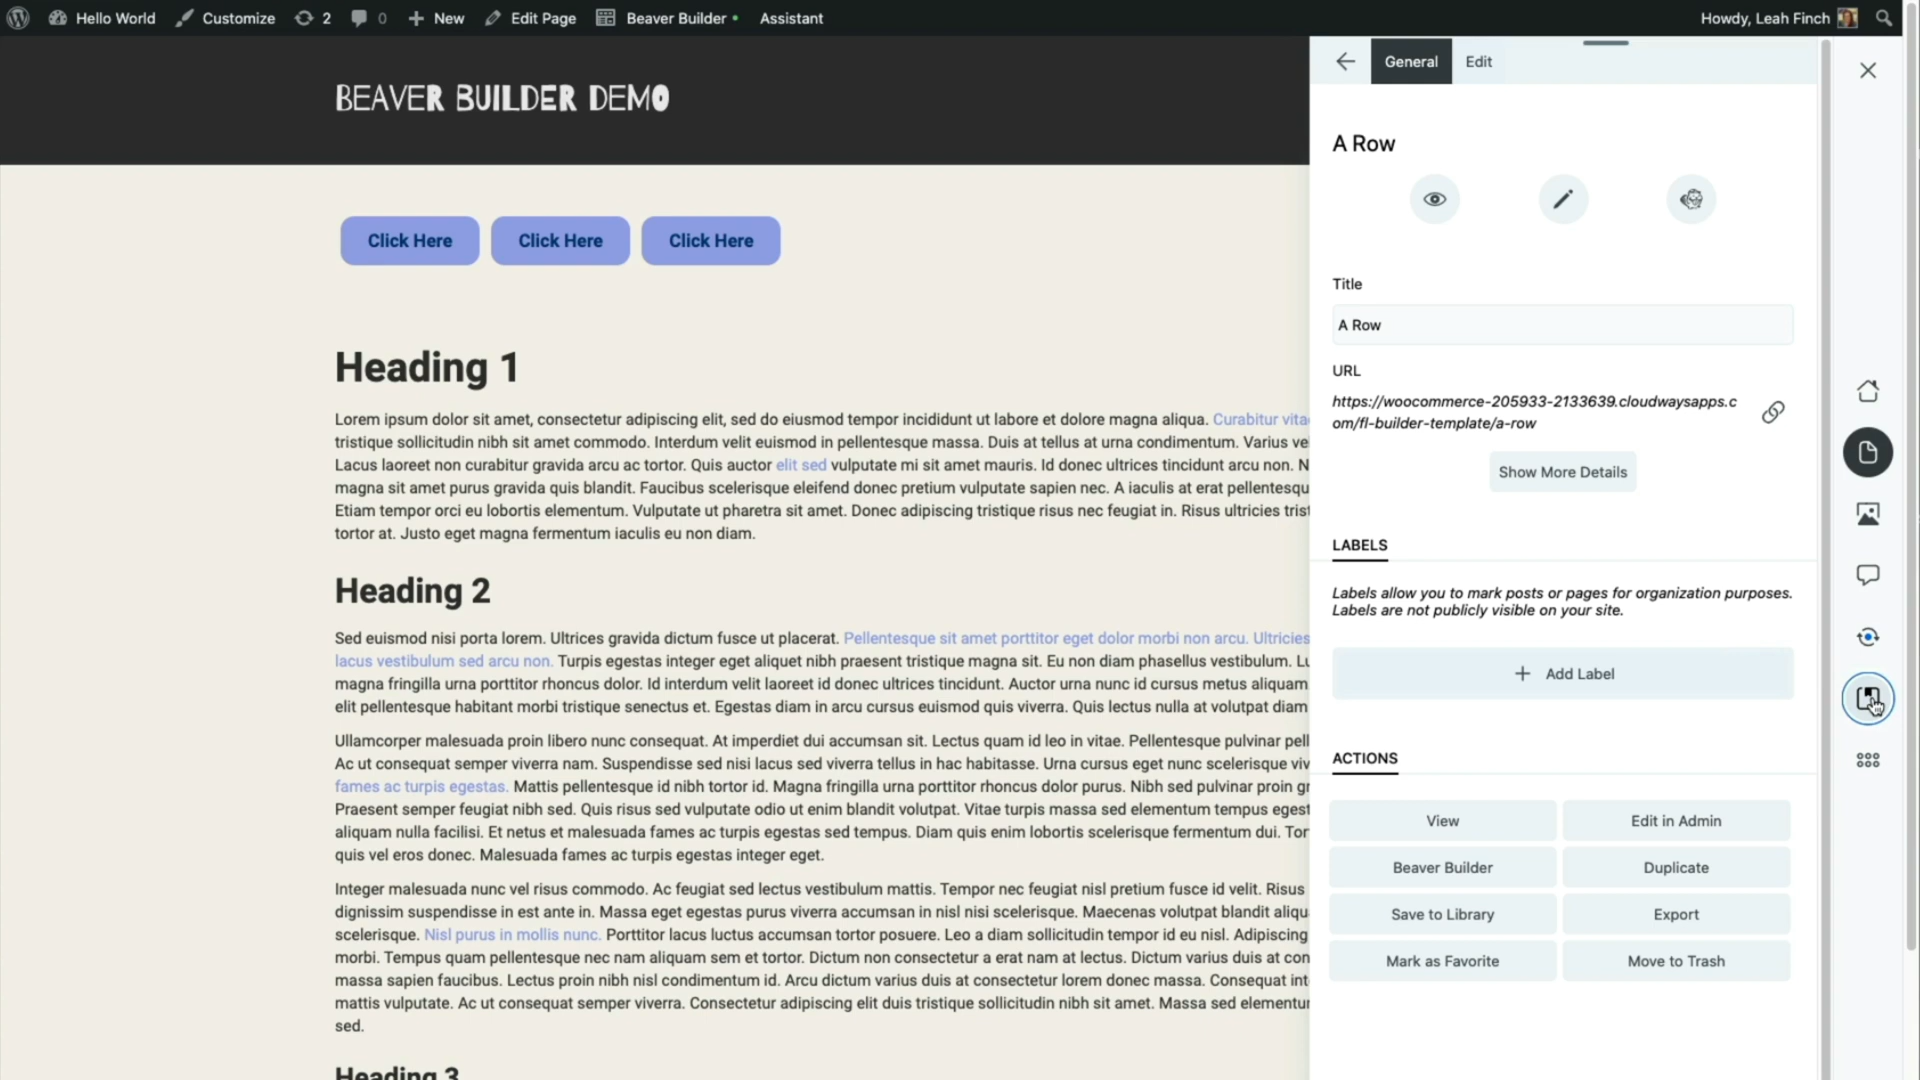 Hello World Customize 2 0 New Edit Page Beaver Builder Assistant Howdy, Leah Finch
BEAVER BUILDER DEMO
Click Here Click Here Click Here
Heading 1
Lorem ipsum dolor sit amet, consectetur adipiscing elit, sed do eiusmod tempor incididunt ut labore et dolore magna aliqua. Curabitur vitae
tristique sollicitudin nibh sit amet commodo. Interdum velit euismod in pellentesque massa. Duis at tellus at urna condimentum. Varius ve
Lacus laoreet non curabitur gravida arcu ac tortor. Quis auctor elit sed vulputate mi sit amet mauris. Id donec ultrices tincidunt arcu non. N
magna sit amet purus gravida quis blandit. Faucibus scelerisque eleifend donec pretium vulputate sapien nec. A iaculis at erat pellentesqu
Etiam tempor orci eu lobortis elementum. Vulputate ut pharetra sit amet. Donec adipiscing tristique risus nec feugiat in. Risus ultricies trist
tortor at. Justo eget magna fermentum iaculis eu non diam.
Heading 2
Sed euismod nisi porta lorem. Ultrices gravida dictum fusce ut placerat. Pellentesque sit amet porttitor eget dolor morbi non arcu. Ultricies
lacus vestibulum sed arcu non. Turpis egestas integer eget aliquet nibh praesent tristique magna sit. Eu non diam phasellus vestibulum. Lu
magna fringilla urna porttitor rhoncus dolor. Id interdum velit laoreet id donec ultrices tincidunt. Auctor urna nunc id cursus metus aliquam
elit pellentesque habitant morbi tristique senectus et. Egestas diam in arcu cursus euismod quis viverra. Quis lectus nulla at volutpat diam
Ullamcorper malesuada proin libero nunc consequat. At imperdiet dui accumsan sit. Lectus quam id leo in vitae. Pellentesque pulvinar pell
Ac ut consequat semper viverra nam. Suspendisse sed nisi lacus sed viverra tellus in hac habitasse. Urna cursus eget nunc scelerisque viv
fames ac turpis egestas. Mattis pellentesque id nibh tortor id. Magna fringilla urna porttitor rhoncus dolor purus. Nibh sed pulvinar proin gr
Praesent semper feugiat nibh sed. Quis risus sed vulputate odio ut enim blandit volutpat. Vitae turpis massa sed elementum tempus egest
aliquam nulla facilisi. Et netus et malesuada fames ac turpis egestas sed tempus. Diam quis enim lobortis scelerisque fermentum dui. Tor
quis vel eros donec. Malesuada fames ac turpis egestas integer eget.
Integer malesuada nunc vel risus commodo. Ac feugiat sed lectus vestibulum mattis. Tempor nec feugiat nisl pretium fusce id velit. Risus
dignissim suspendisse in est ante in. Massa eget egestas purus viverra accumsan in nisl nisi scelerisque. Maecenas volutpat blandit aliqu
scelerisque. Nisl purus in mollis nunc. Porttitor lacus luctus accumsan tortor posuere. Leo a diam sollicitudin tempor id eu nisl. Adipiscing
morbi. Tempus quam pellentesque nec nam aliquam sem et tortor. Dictum non consectetur a erat nam at lectus. Dictum varius duis at con
massa sapien faucibus. Lectus proin nibh nisl condimentum id. Arcu dictum varius duis at consectetur lorem donec massa. Consequat int
mattis vulputate. Ac ut consequat semper viverra. Consectetur adipiscing elit duis tristique sollicitudin nibh sit amet. Massa sed elementur
sed.
Heading 3
General Edit
A Row
Title
A Row
URL
https://woocommerce-205933-2133639.cloudwaysapps.c
om/fl-builder-template/a-row
Show More Details
LABELS
Labels allow you to mark posts or pages for organization purposes.
Labels are not publicly visible on your site.
Add Label
ACTIONS
View Edit in Admin
Beaver Builder Duplicate
Save to Library Export
Mark as Favorite Move to Trash